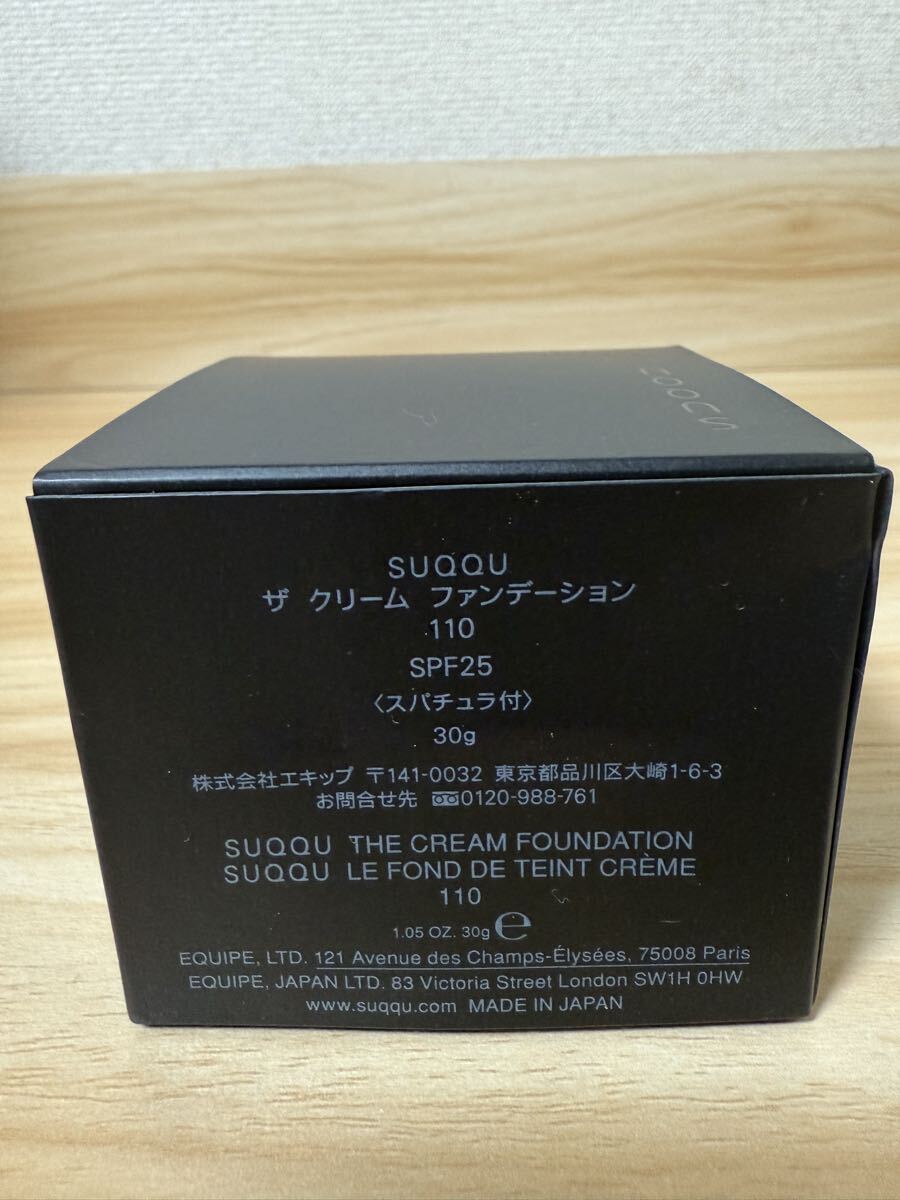 SUQQU
SUQQU
ザ クリーム ファンデーション
110
SPF25
〈スパチュラ付〉
30g
株式会社エキップ 〒141-0032 東京都品川区大崎1-6-3
お問合せ先 0120-988-761
SUQQU THE CREAM FOUNDATION
SUQQU LE FOND DE TEINT CRÈME
110
1.05 OZ. 30g ℮
EQUIPE, LTD. 121 Avenue des Champs-Élysées, 75008 Paris
EQUIPE, JAPAN LTD. 83 Victoria Street London SW1H 0HW
www.suqqu.com MADE IN JAPAN